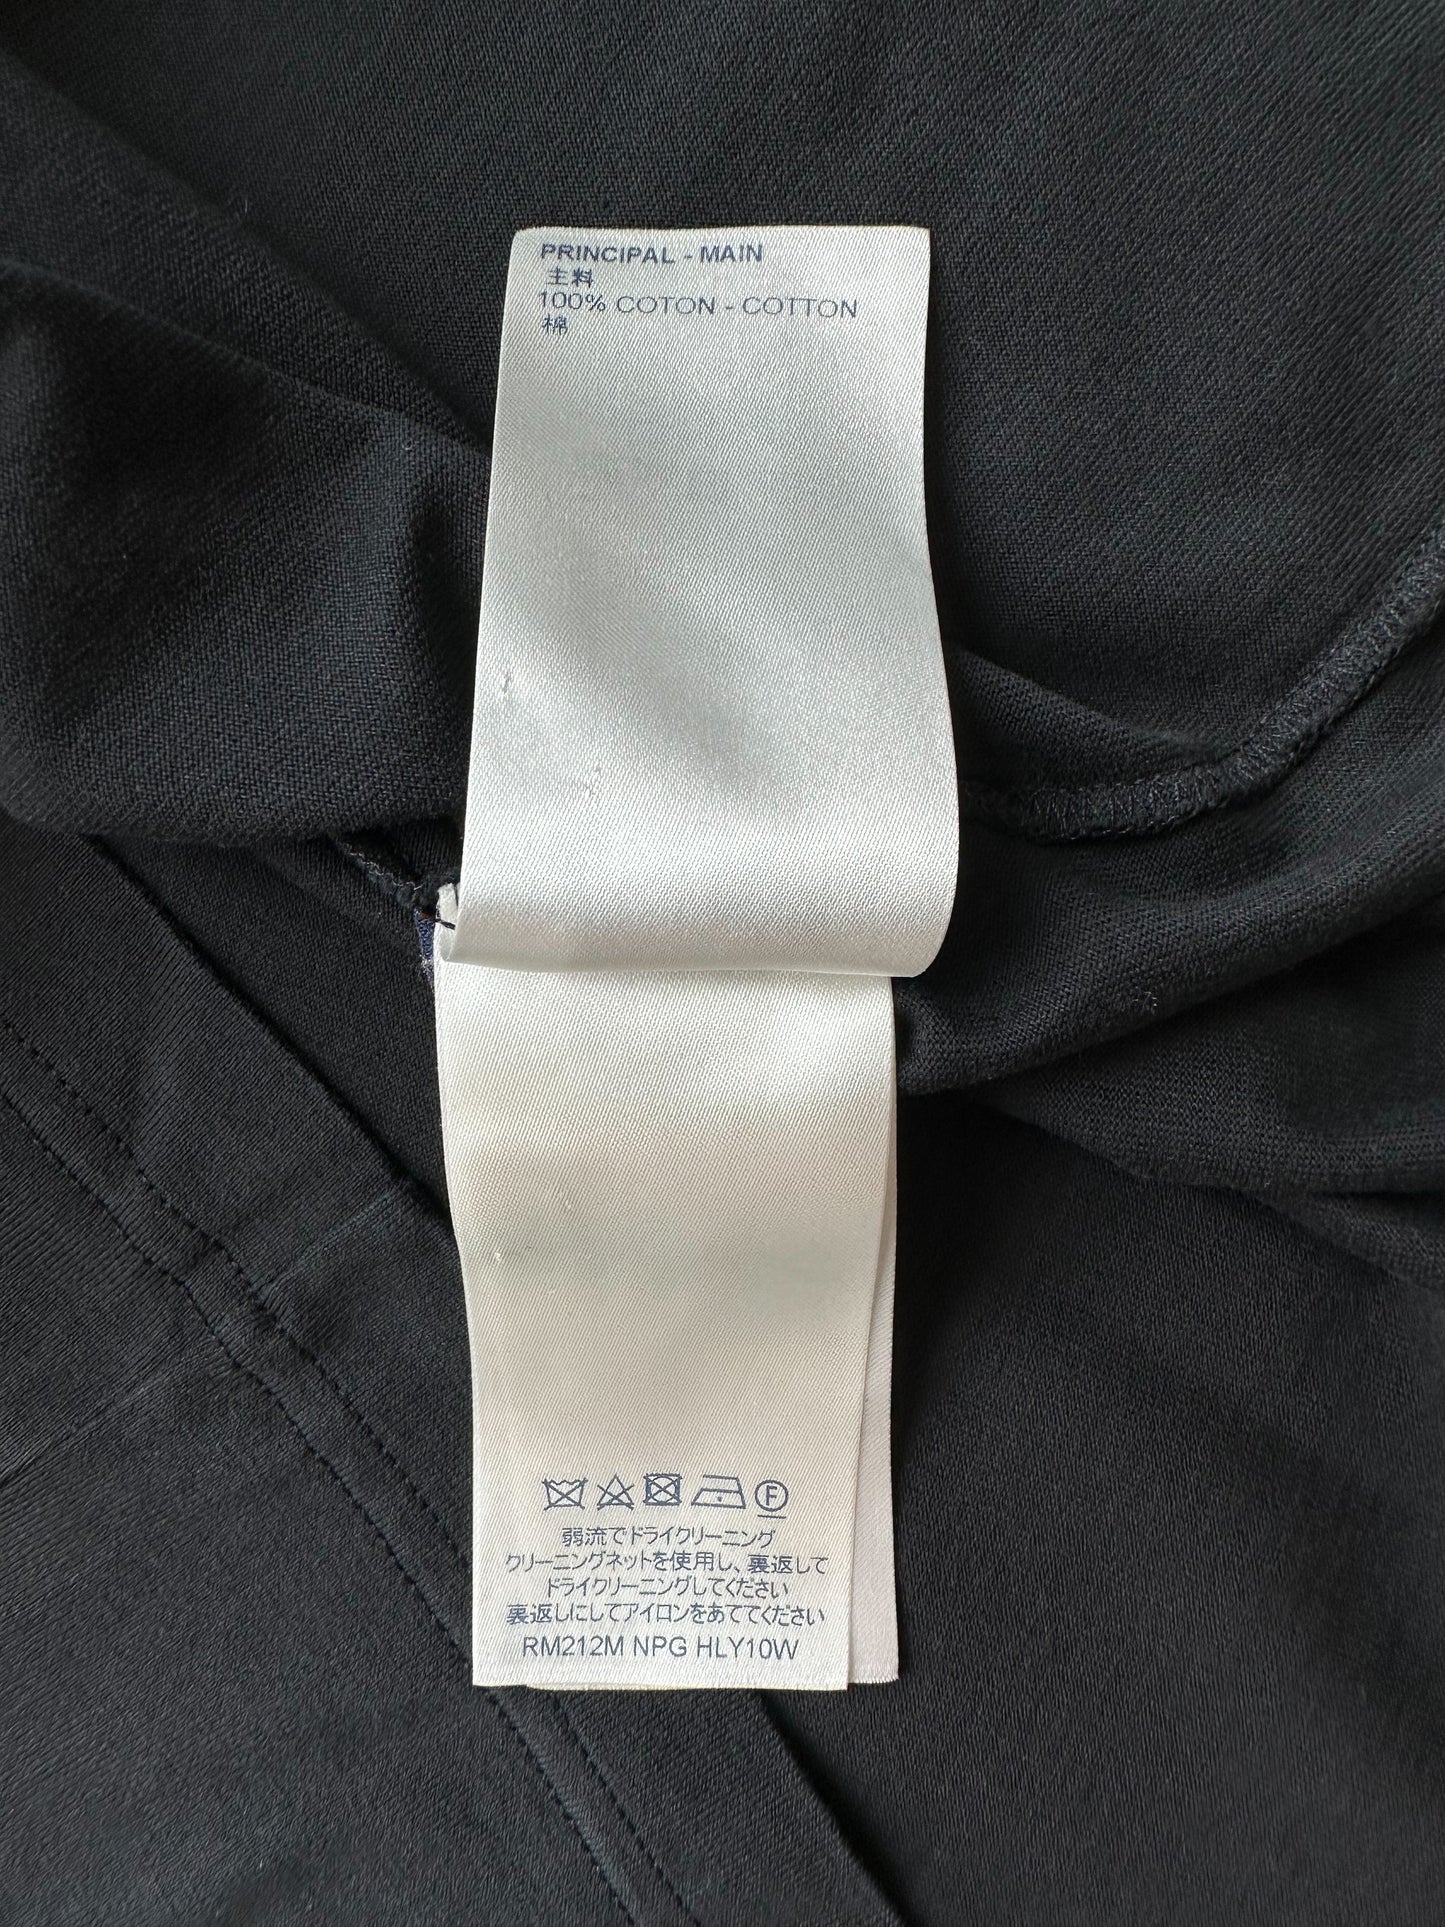 PRINCIPAL - MAIN
主料
100% COTON - COTTON
棉
F
弱流でドライクリーニング
クリーニングネットを使用し、裏返して
ドライクリーニングしてください
裏返しにしてアイロンをあててください
RM212M NPG HLY10W